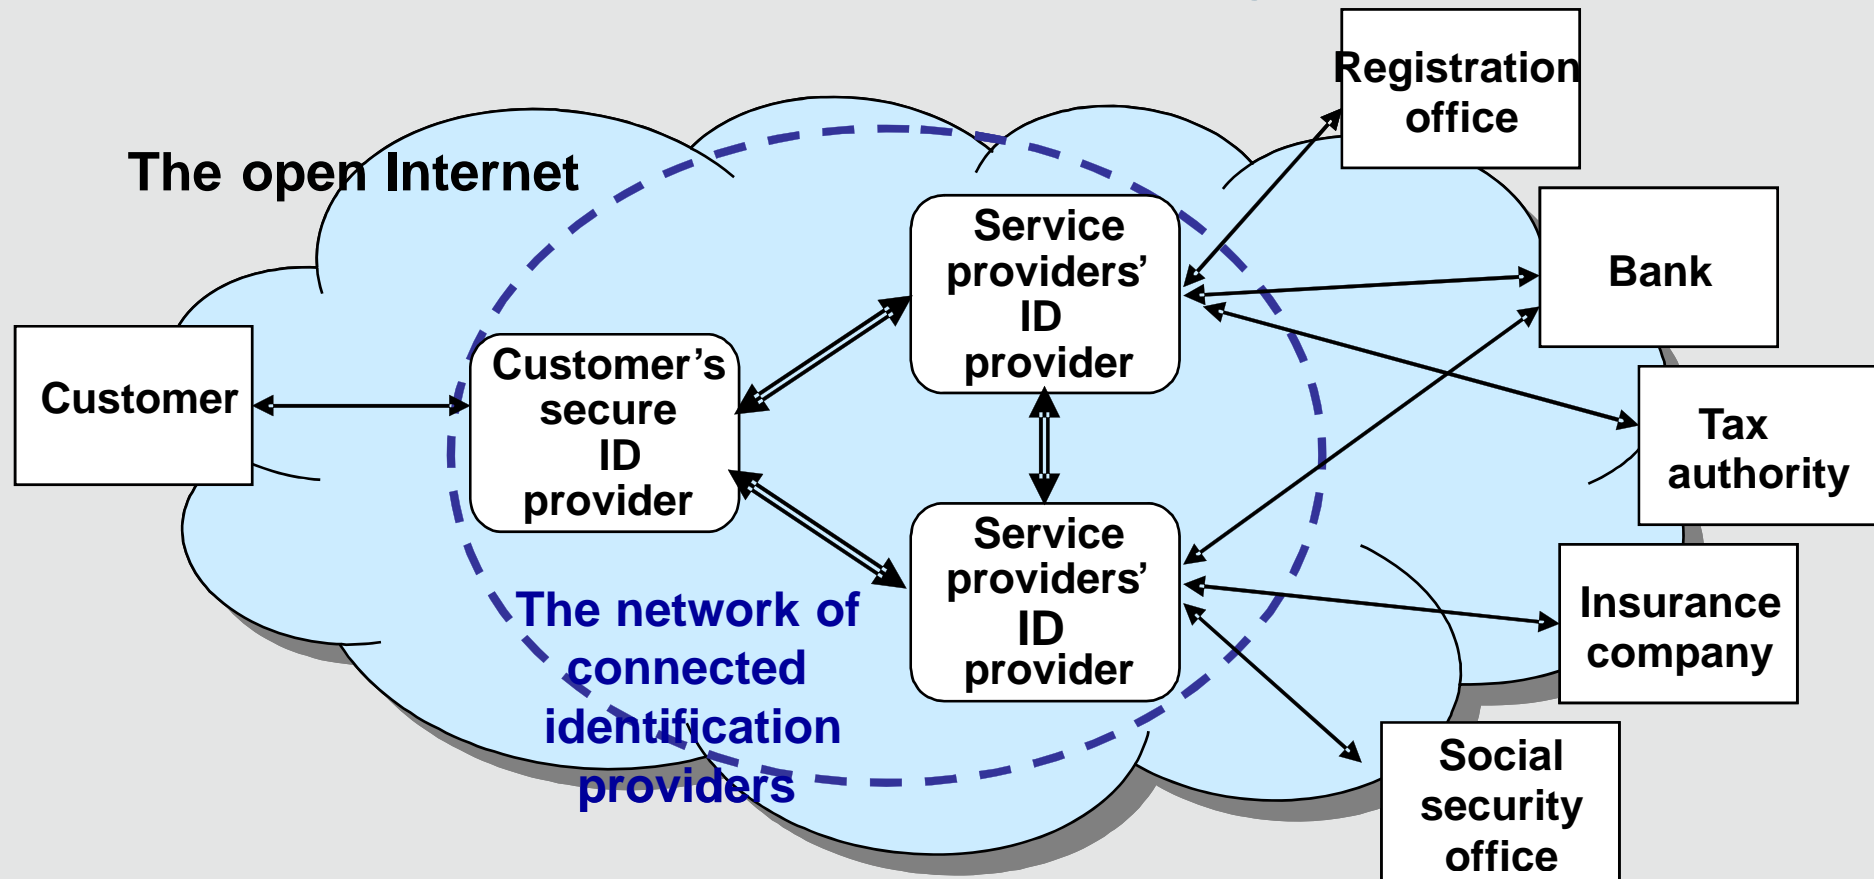 The open Internet
Registration
office
Bank
Tax
authority
Insurance
company
Social
security
office
Customer
Customer’s
secure
ID
provider
Service
providers’
ID
provider
Service
providers’
ID
provider
The network of
connected
identification
providers